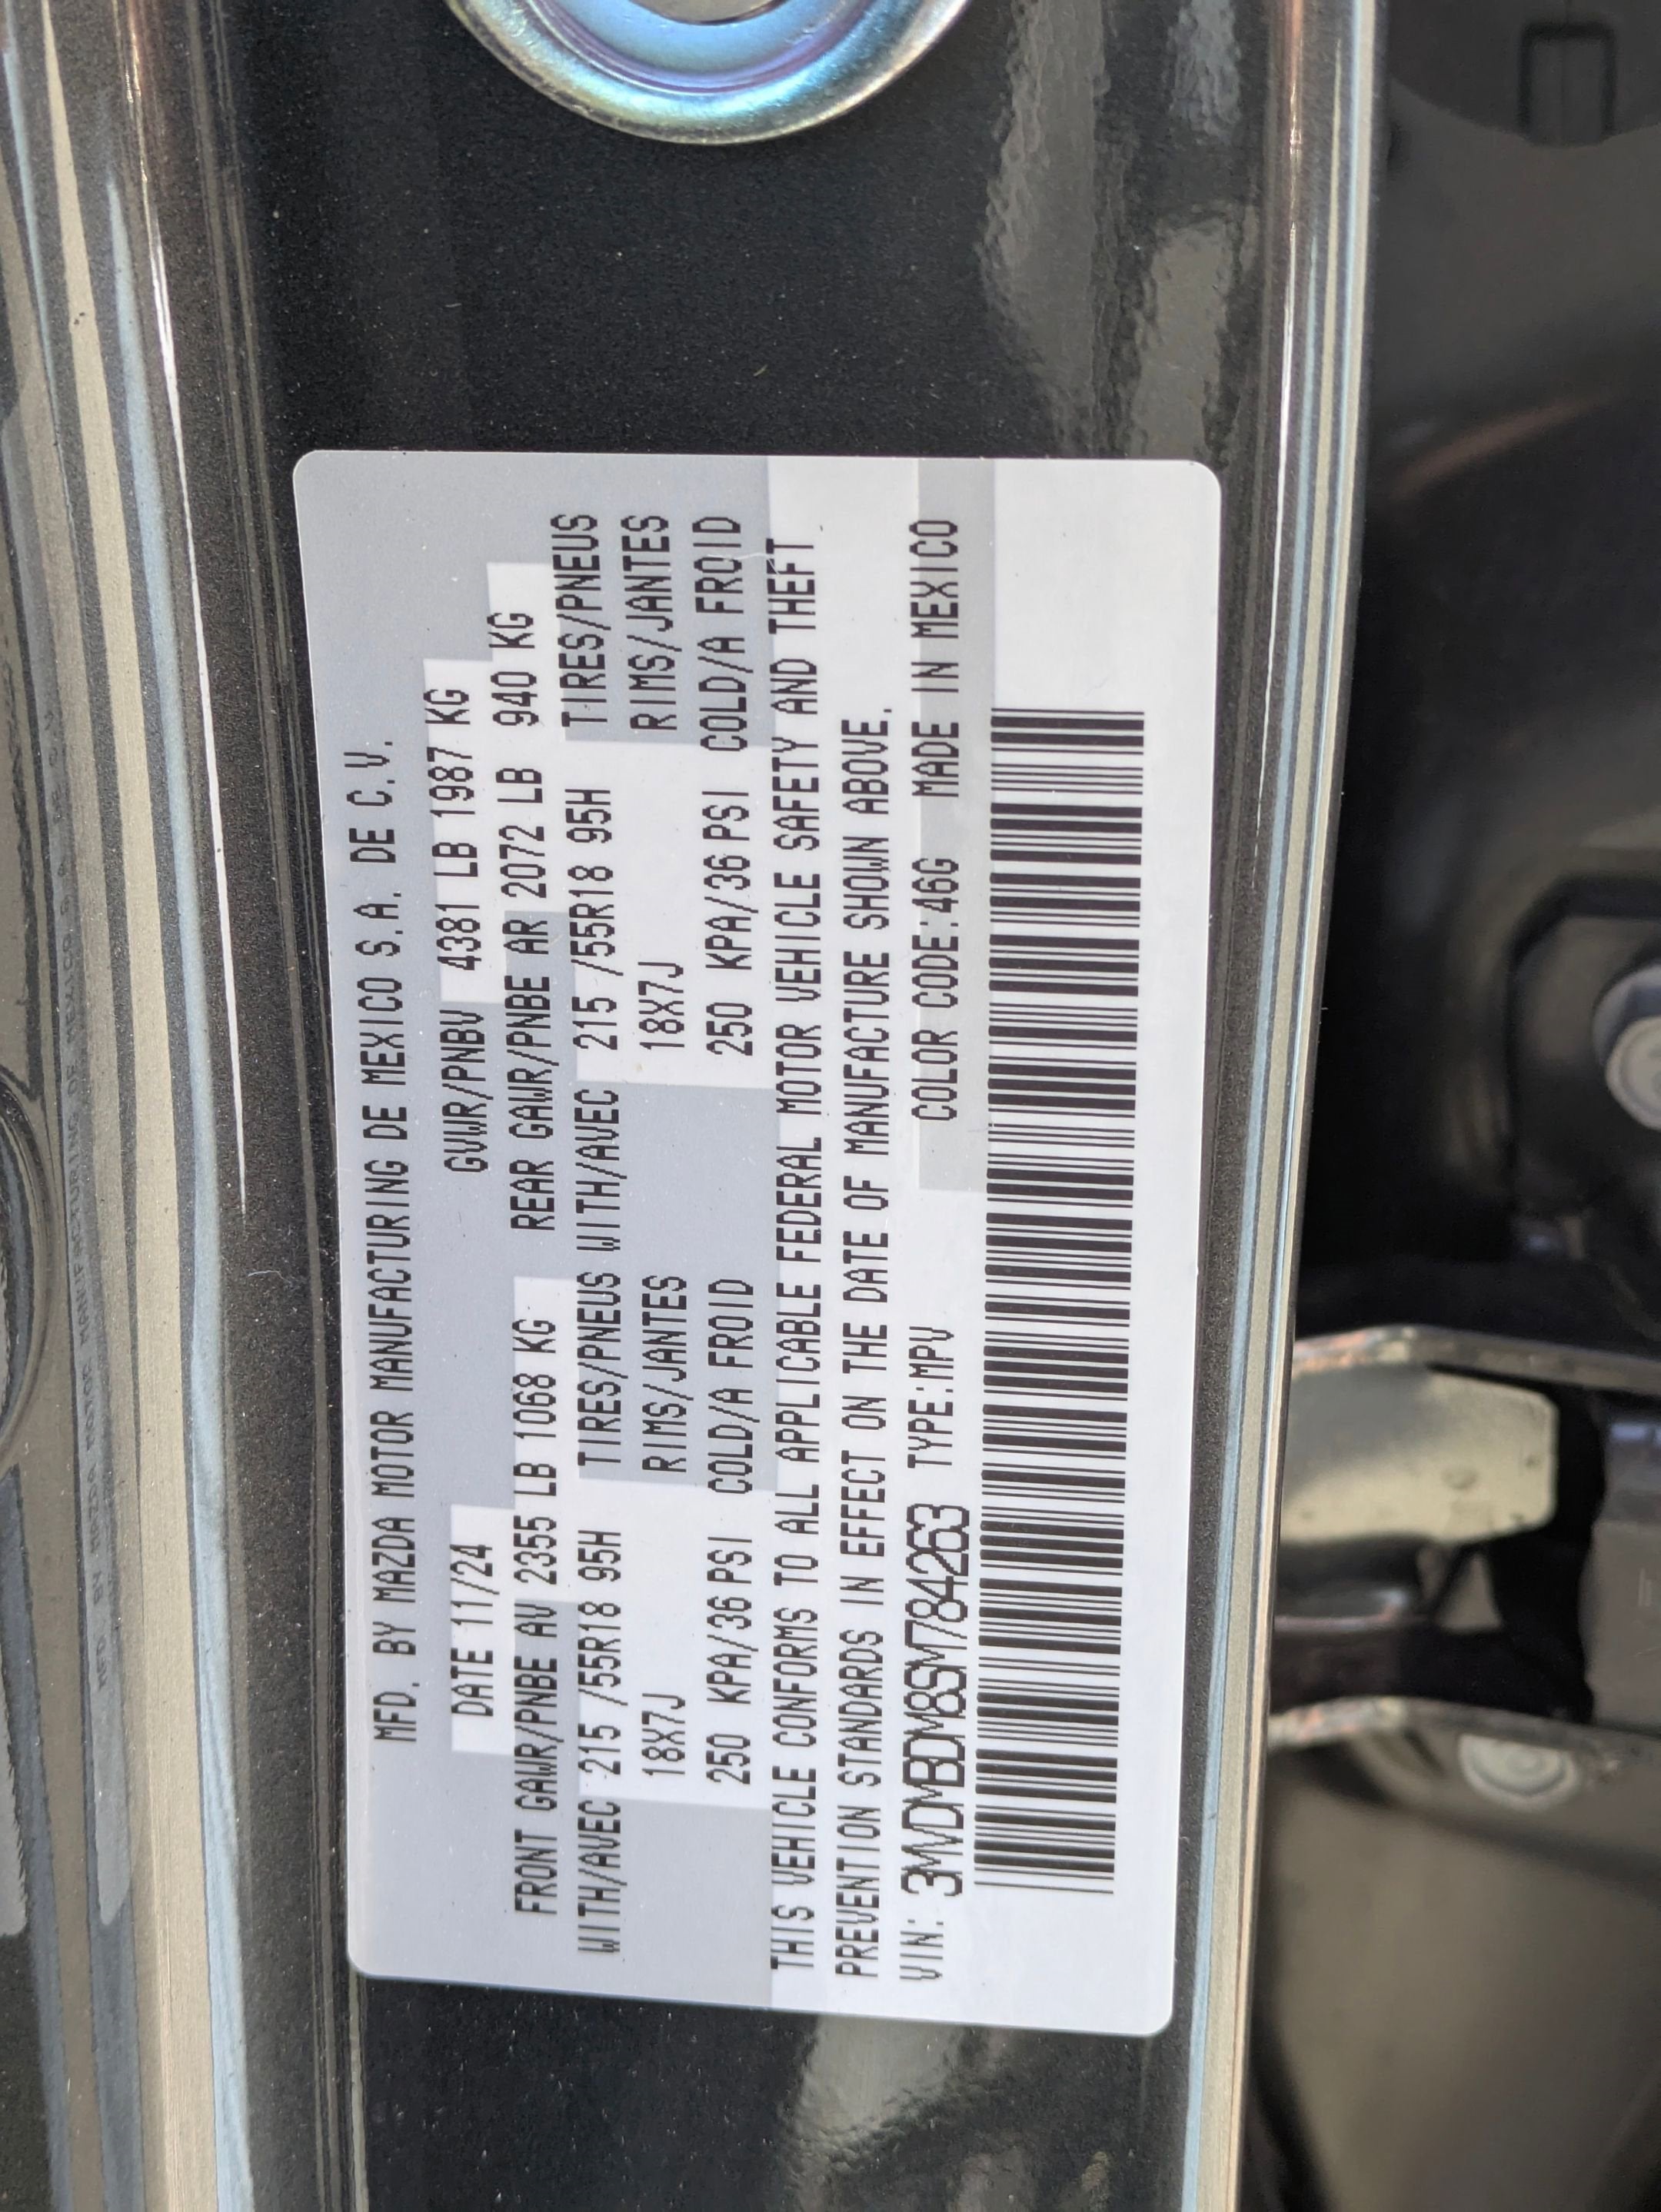 MFD. BY MAZDA MOTOR MANUFACTURING DE MEXICO S.A. DE C.V.
DATE 11/24 GVWR/PNBV 4381 LB 1987 KG
FRONT GAWR/PNBE AV 2355 LB 1068 KG REAR GAWR/PNBE AR 2072 LB 940 KG
WITH/AVEC 215 /55R18 95H TIRES/PNEUS WITH/AVEC 215 /55R18 95H TIRES/PNEUS
18X7J RIMS/JANTES 18X7J RIMS/JANTES
250 KPA/36 PSI COLD/A FROID 250 KPA/36 PSI COLD/A FROID
THIS VEHICLE CONFORMS TO ALL APPLICABLE FEDERAL MOTOR VEHICLE SAFETY AND THEFT
PREVENTION STANDARDS IN EFFECT ON THE DATE OF MANUFACTURE SHOWN ABOVE.
VIN: 3MVDMBDM8SM784263 TYPE:MPV COLOR CODE:46G MADE IN MEXICO